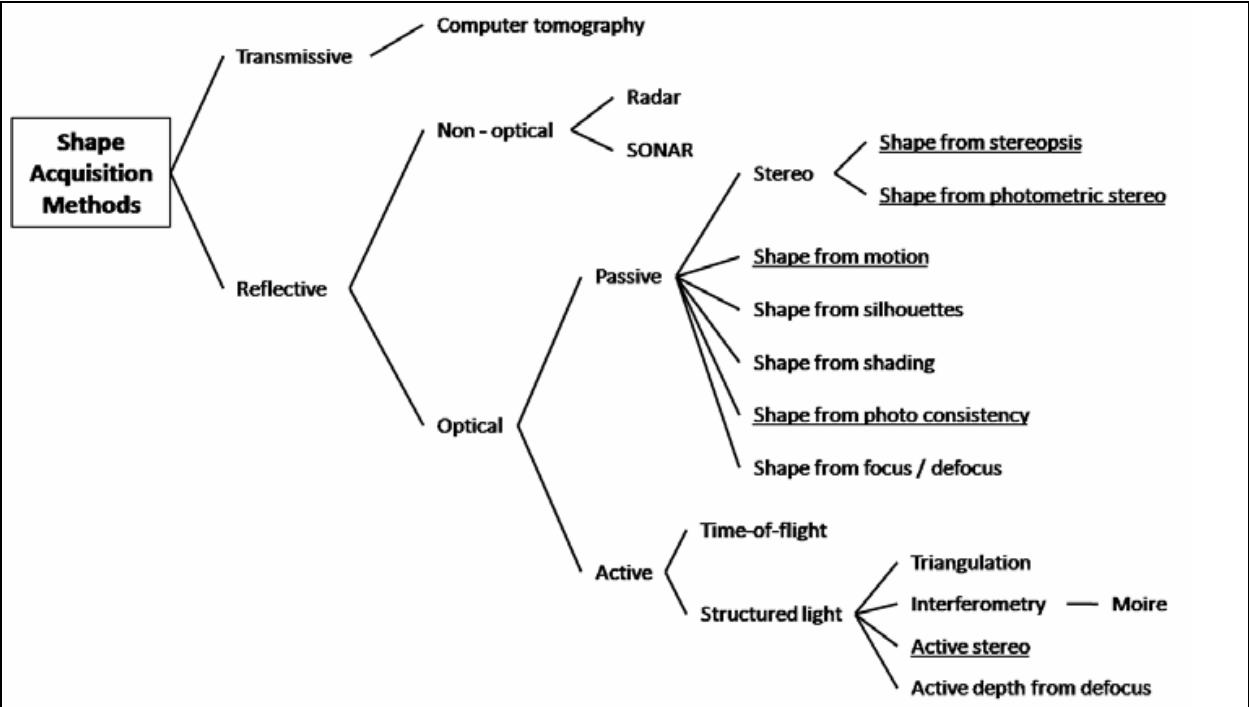 Computer tomography
Transmissive
Radar
Non - optical
SONAR
Shape
Acquisition
Methods
Shape from stereopsis
Stereo
Shape from photometric stereo
Shape from motion
Passive
Reflective
Shape from silhouettes
Shape from shading
Shape from photo consistency
Optical
Shape from focus / defocus
Time-of-flight
Active
Triangulation
Structured light
Interferometry
Moire
Active stereo
Active depth from defocus